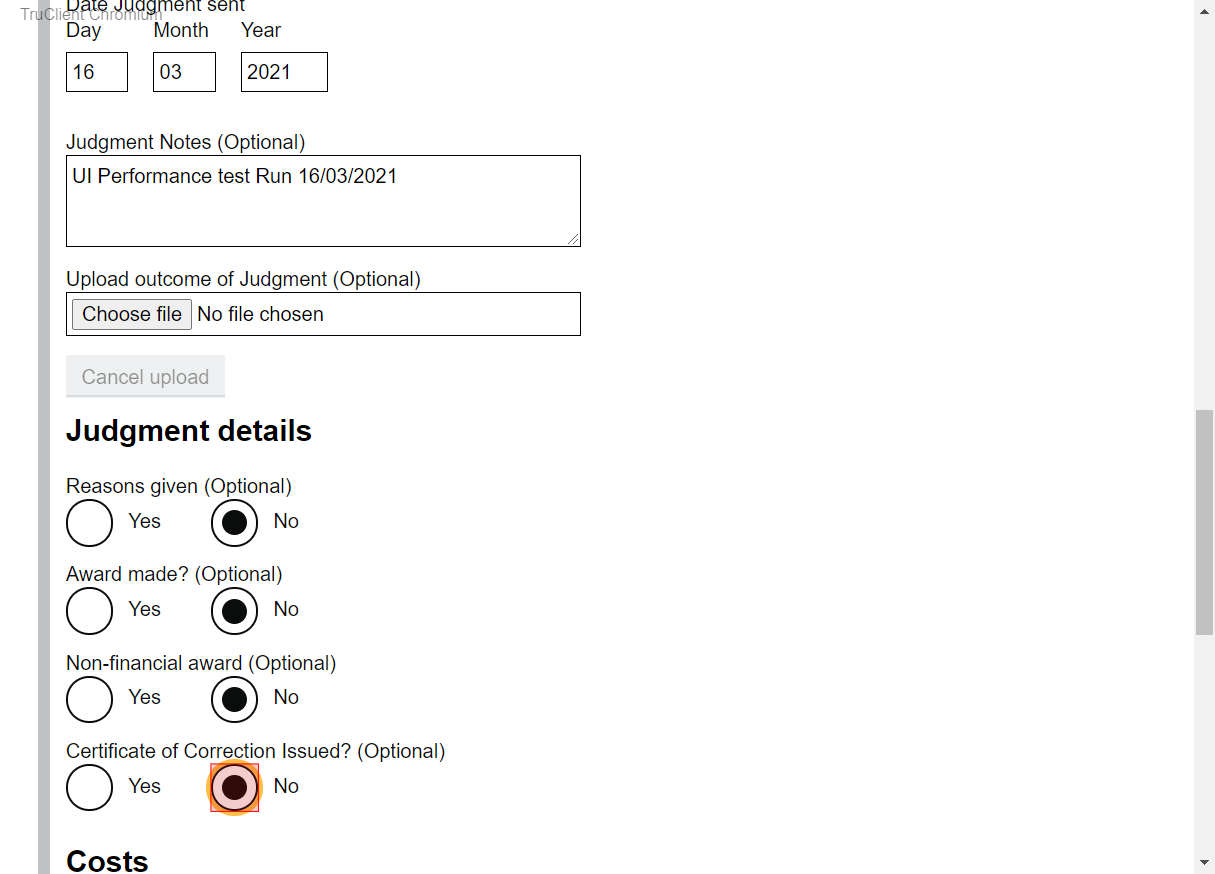 Date Judgment sent
TruClient Chromium
Day Month Year
16 03 2021
Judgment Notes (Optional)
UI Performance test Run 16/03/2021
Upload outcome of Judgment (Optional)
Choose file No file chosen
Cancel upload
Judgment details
Reasons given (Optional)
Yes No
Award made? (Optional)
Yes No
Non-financial award (Optional)
Yes No
Certificate of Correction Issued? (Optional)
Yes No
Costs